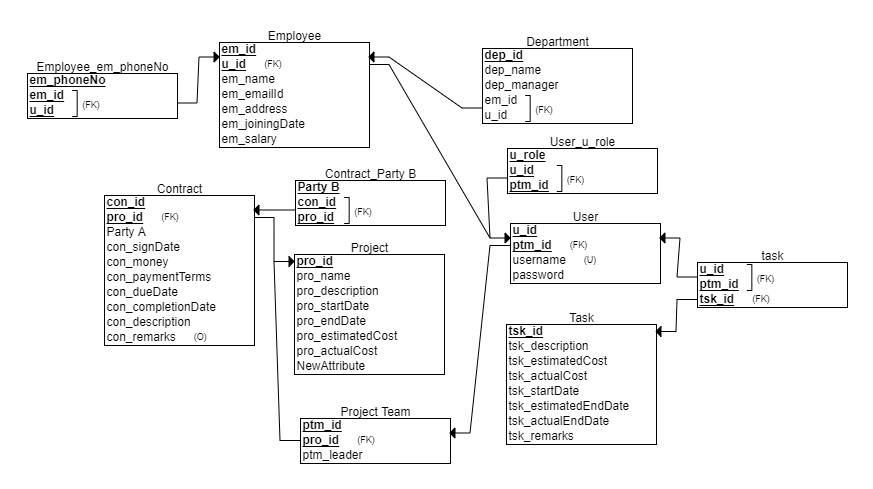 Employee
em_id
u_id (FK)
em_name
em_emailId
em_address
em_joiningDate
em_salary
Department
dep_id
dep_name
dep_manager
em_id
u_id
(FK)
Employee_em_phoneNo
em_phoneNo
em_id
u_id
(FK)
User_u_role
u_role
u_id
ptm_id
(FK)
Contract_Party B
Party B
con_id
pro_id
(FK)
Contract
con_id
pro_id (FK)
Party A
con_signDate
con_money
con_paymentTerms
con_dueDate
con_completionDate
con_description
con_remarks (O)
User
u_id
ptm_id (FK)
username (U)
password
Project
pro_id
pro_name
pro_description
pro_startDate
pro_endDate
pro_estimatedCost
pro_actualCost
NewAttribute
task
u_id
ptm_id
(FK)
tsk_id (FK)
Task
tsk_id
tsk_description
tsk_estimatedCost
tsk_actualCost
tsk_startDate
tsk_estimatedEndDate
tsk_actualEndDate
tsk_remarks
Project Team
ptm_id
pro_id (FK)
ptm_leader